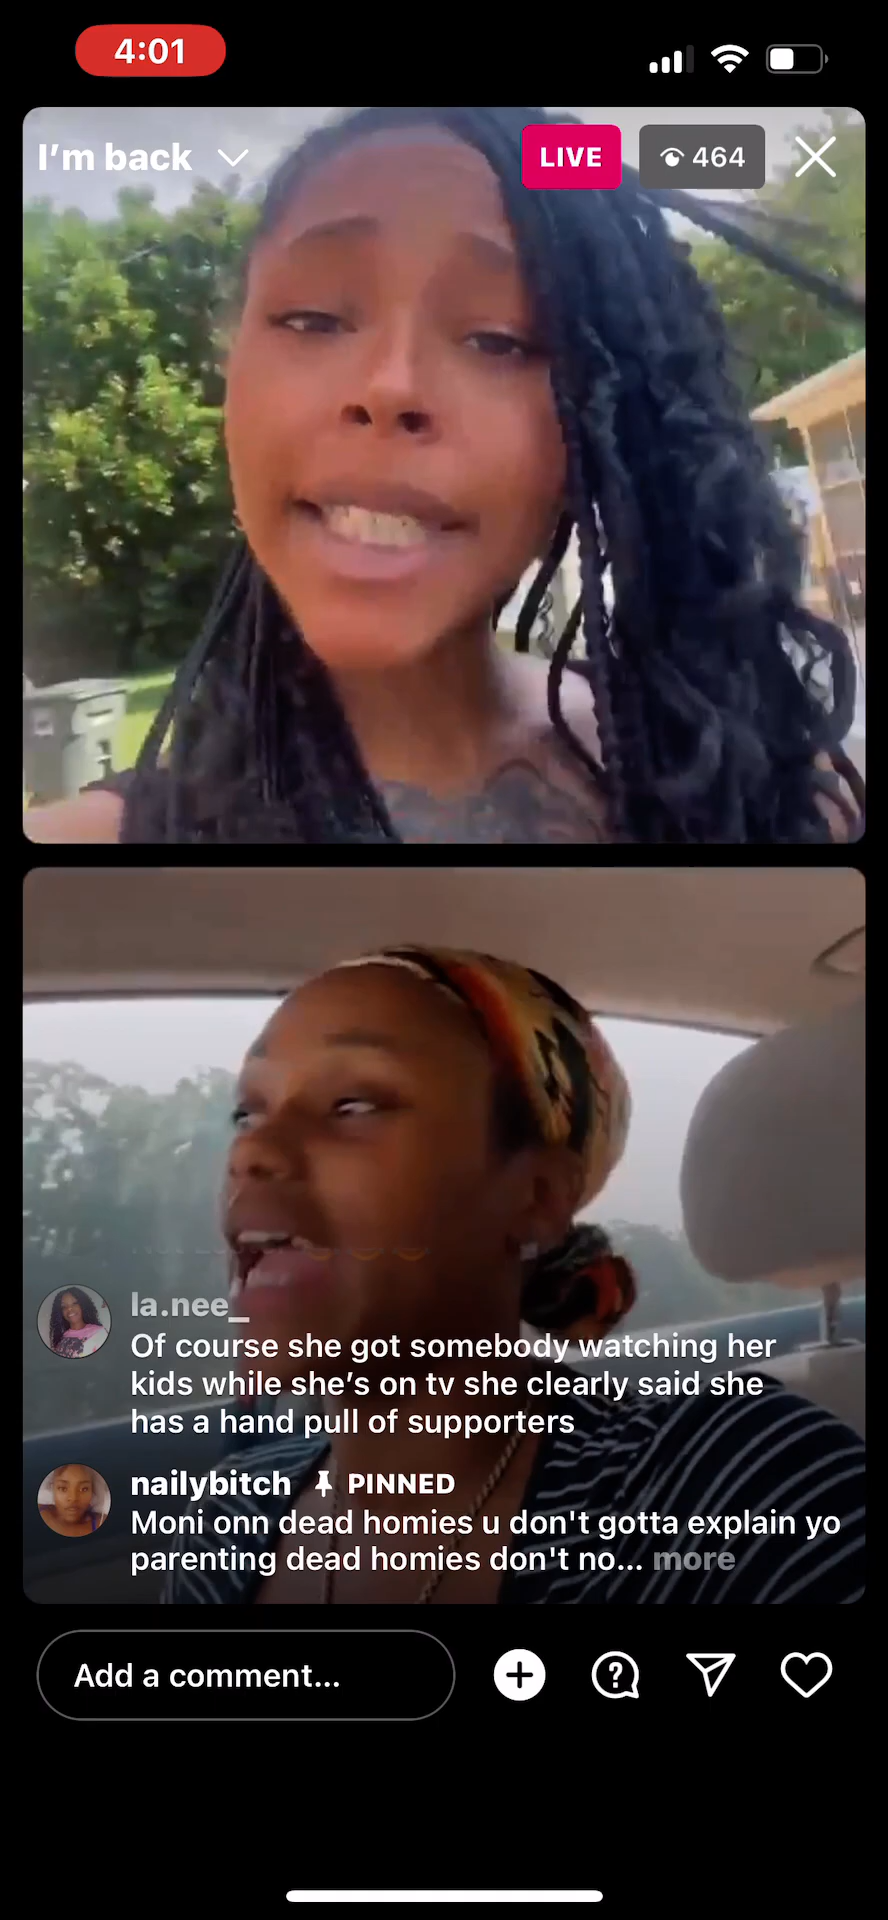 4:01
I'm back
LIVE
464
la.nee_
Of course she got somebody watching her
kids while she's on tv she clearly said she
has a hand pull of supporters
nailybitch PINNED
Moni onn dead homies u don't gotta explain yo
parenting dead homies don't no... more
Add a comment...